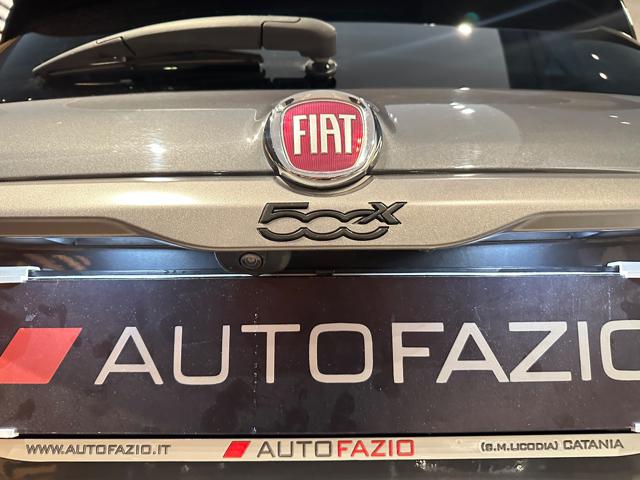 FIAT
500X
AUTOFAZIO
WWW.AUTOFAZIO.IT AUTOFAZIO (S.M.LICODIA) CATANIA